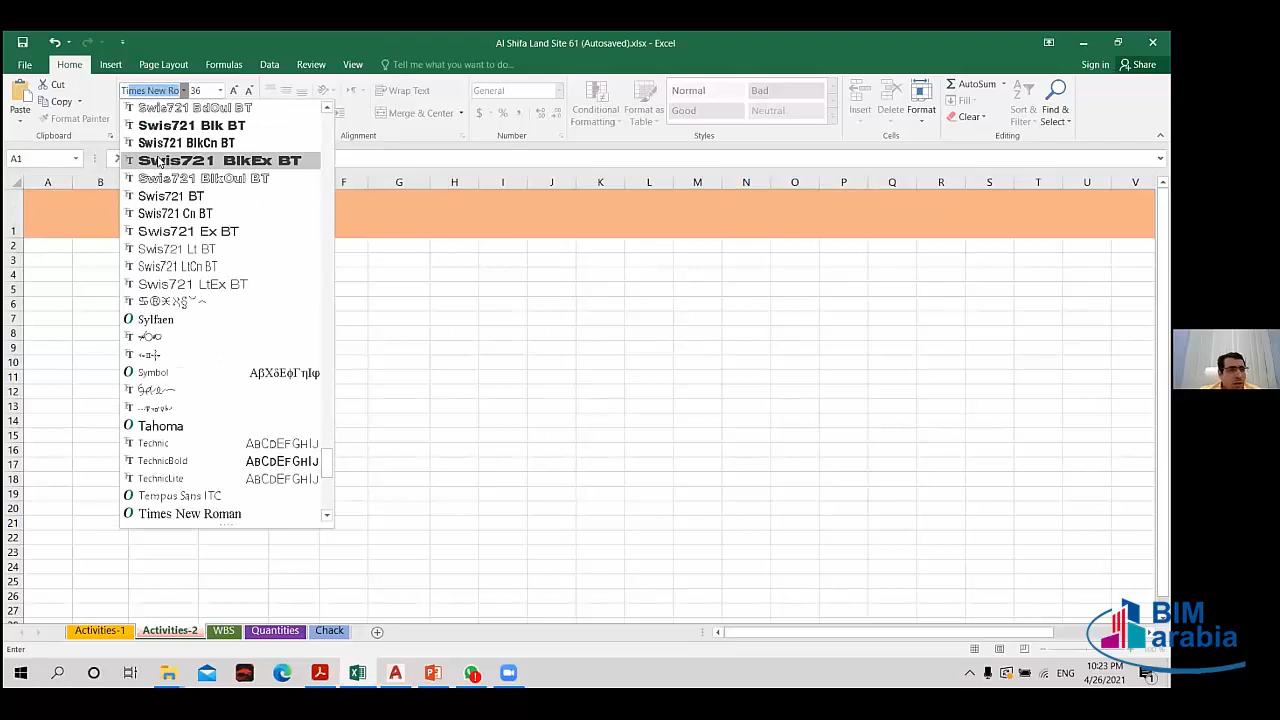 Al Shifa Land Site 61 (Autosaved).xlsx - Excel
File Home Insert Page Layout Formulas Data Review View Tell me what you want to do... Sign in Share
Cut
Copy
Format Painter
Paste
Clipboard
Times New Ro 36
Wrap Text
Merge & Center
Alignment
General
Conditional Formatting
Format as Table
Normal Bad
Good Neutral
Styles
Insert Delete Format
Cells
AutoSum
Fill
Clear
Sort & Filter
Find & Select
Editing
A1
Swis721 BdOul BT
Swis721 Blk BT
Swis721 BlkCn BT
Swis721 BlkEx BT
Swis721 BlkOul BT
Swis721 BT
Swis721 Cn BT
Swis721 Ex BT
Swis721 Lt BT
Swis721 LtCn BT
Swis721 LtEx BT
Sylfaen
Symbol ΑβΧδΕφΓηΙφ
Tahoma
Technic ABCDEFGHIJ
TechnicBold ABCDEFGHIJ
TechnicLite ABCDEFGHIJ
Tempus Sans ITC
Times New Roman
A B F G H I J K L M N O P Q R S T U V
1
2
3
4
5
6
7
8
9
10
11
12
13
14
15
16
17
18
19
20
21
22
23
24
25
26
27
Activities-1 Activities-2 WBS Quantities Chack
Enter
BIM
arabia
ENG
10:23 PM
4/26/2021